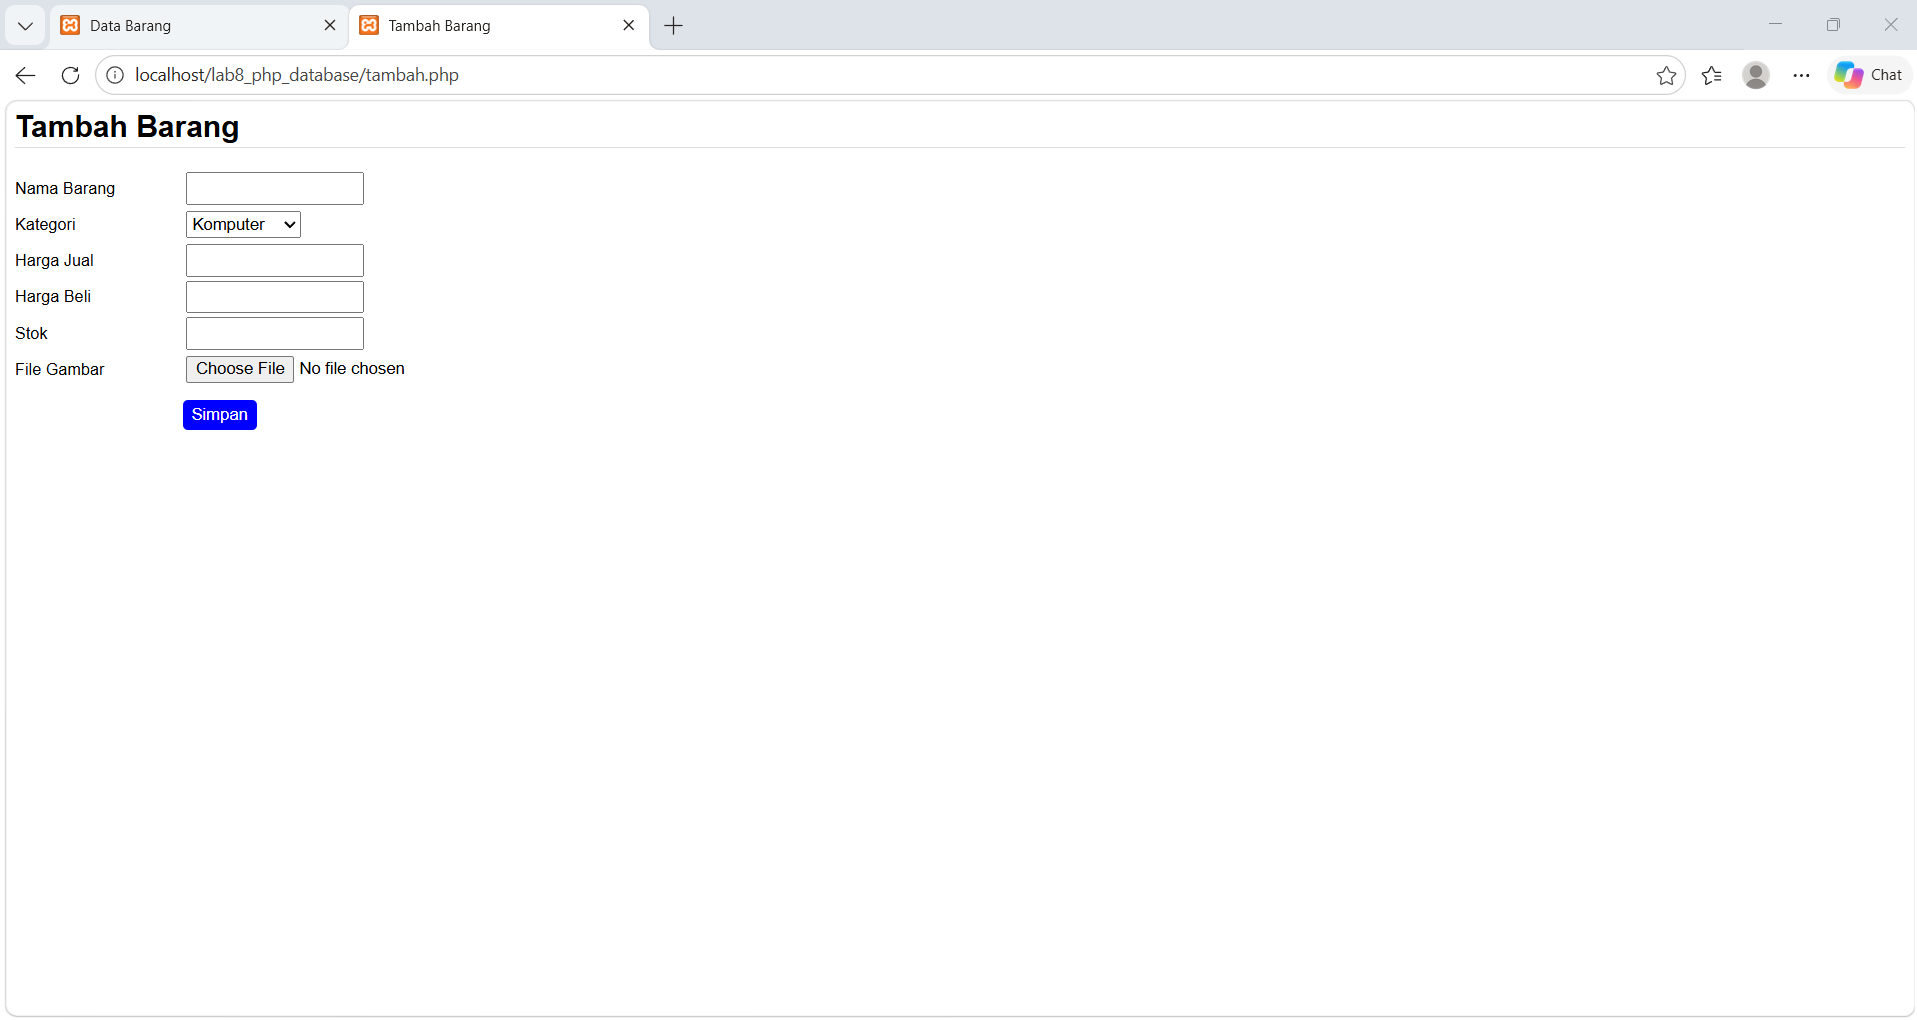 Data Barang
Tambah Barang
localhost/lab8_php_database/tambah.php
Chat
Tambah Barang
Nama Barang
Kategori Komputer
Harga Jual
Harga Beli
Stok
File Gambar Choose File No file chosen
Simpan